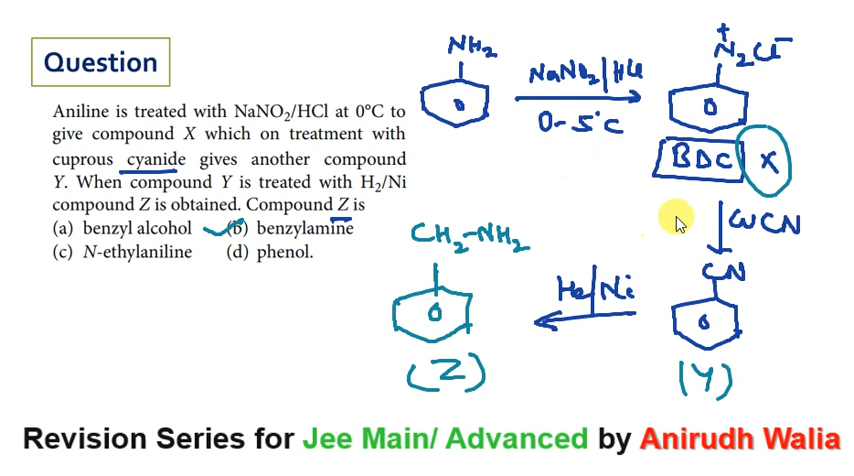 Question
Aniline is treated with NaNO₂/HCl at 0°C to
give compound X which on treatment with
cuprous cyanide gives another compound
Y. When compound Y is treated with H₂/Ni
compound Z is obtained. Compound Z is
(a) benzyl alcohol (b) benzylamine
(c) N-ethylaniline (d) phenol.
NH₂
NaNO₂/HCl
0-5°C
N₂⁺Cl⁻
BDC X
CuCN
CN
(Y)
H₂/Ni
CH₂-NH₂
(Z)
Revision Series for Jee Main/ Advanced by Anirudh Walia